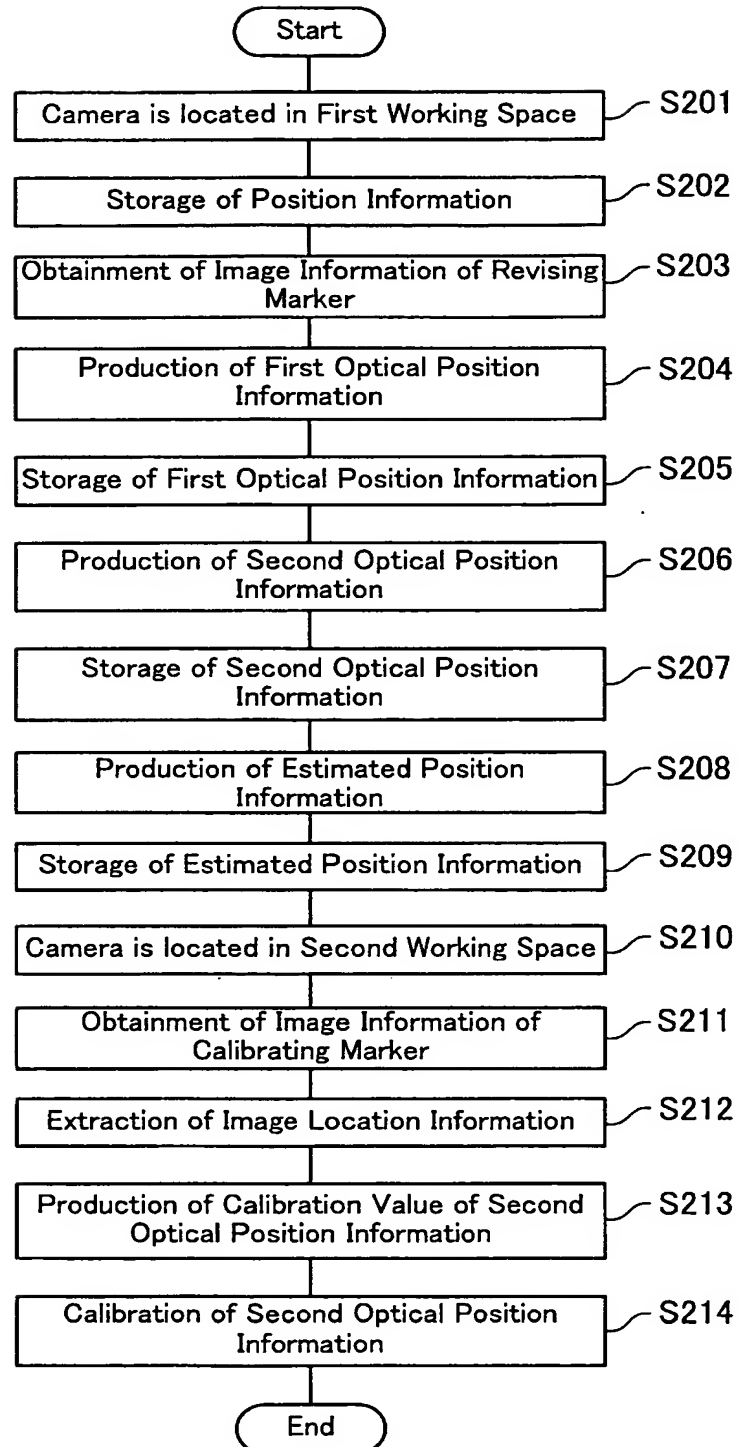 Start
Camera is located in First Working Space
S201
Storage of Position Information
S202
Obtainment of Image Information of Revising
Marker
S203
Production of First Optical Position
Information
S204
Storage of First Optical Position Information
S205
Production of Second Optical Position
Information
S206
Storage of Second Optical Position
Information
S207
Production of Estimated Position
Information
S208
Storage of Estimated Position Information
S209
Camera is located in Second Working Space
S210
Obtainment of Image Information of
Calibrating Marker
S211
Extraction of Image Location Information
S212
Production of Calibration Value of Second
Optical Position Information
S213
Calibration of Second Optical Position
Information
S214
End